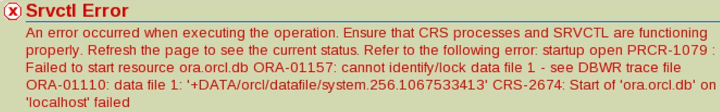 Srvctl Error
An error occurred when executing the operation. Ensure that CRS processes and SRVCTL are functioning
properly. Refresh the page to see the current status. Refer to the following error: startup open PRCR-1079 :
Failed to start resource ora.orcl.db ORA-01157: cannot identify/lock data file 1 - see DBWR trace file
ORA-01110: data file 1: '+DATA/orcl/datafile/system.256.1067533413' CRS-2674: Start of 'ora.orcl.db' on
'localhost' failed